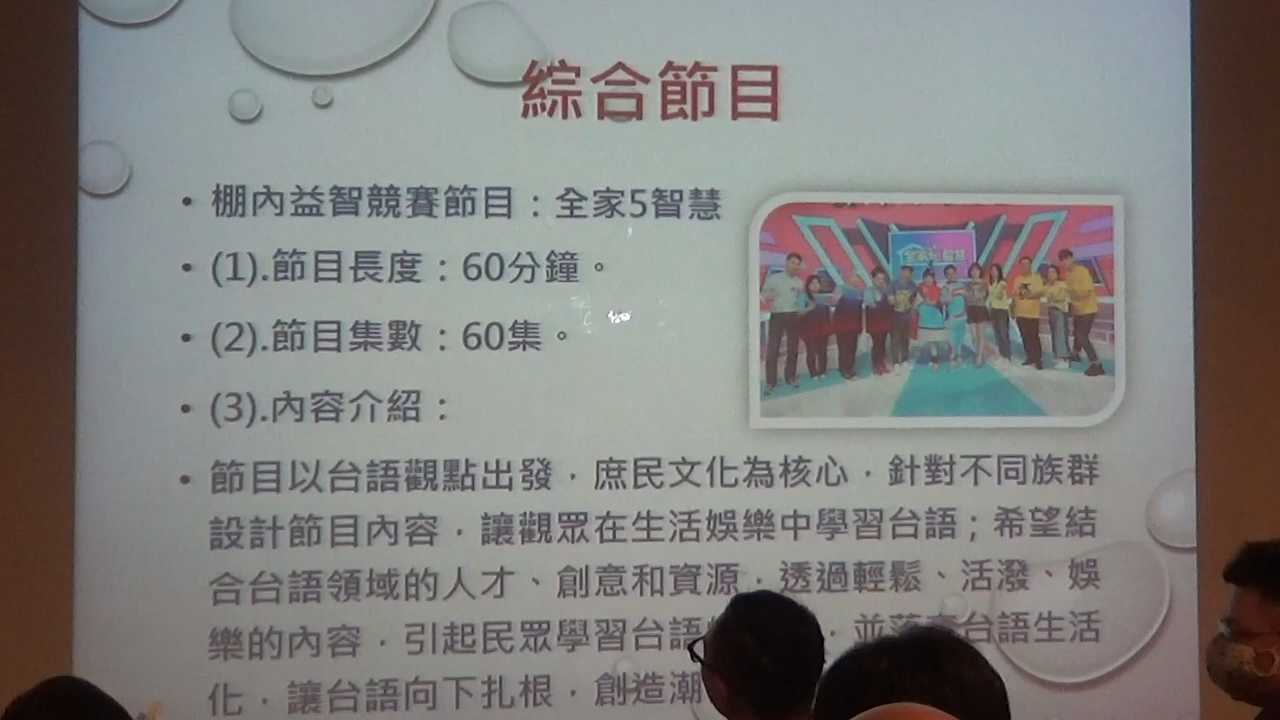 綜合節目
• 棚內益智競賽節目：全家5智慧
• (1).節目長度：60分鐘。
• (2).節目集數：60集。
• (3).內容介紹：
• 節目以台語觀點出發，庶民文化為核心，針對不同族群
設計節目內容，讓觀眾在生活娛樂中學習台語；希望結
合台語領域的人才、創意和資源，透過輕鬆、活潑、娛
樂的內容，引起民眾學習台語，並落台語生活
化，讓台語向下扎根，創造潮